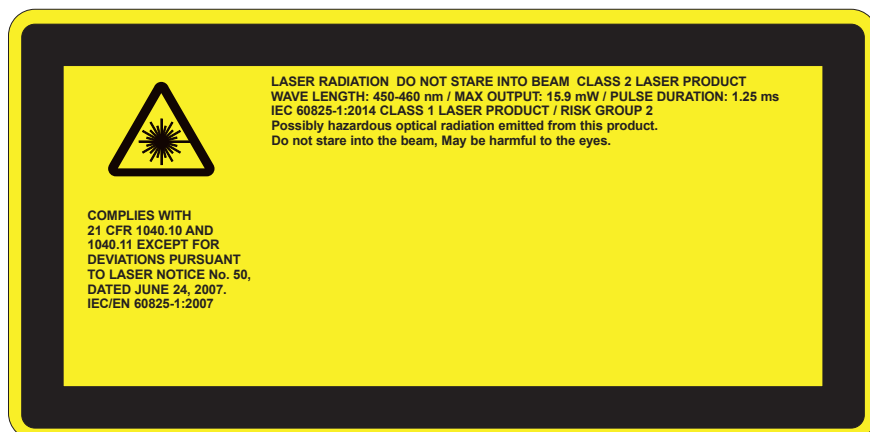 LASER RADIATION  DO NOT STARE INTO BEAM  CLASS 2 LASER PRODUCT
WAVE LENGTH: 450-460 nm / MAX OUTPUT: 15.9 mW / PULSE DURATION: 1.25 ms
IEC 60825-1:2014 CLASS 1 LASER PRODUCT / RISK GROUP 2
Possibly hazardous optical radiation emitted from this product.
Do not stare into the beam, May be harmful to the eyes.
COMPLIES WITH
21 CFR 1040.10 AND
1040.11 EXCEPT FOR
DEVIATIONS PURSUANT
TO LASER NOTICE No. 50,
DATED JUNE 24, 2007.
IEC/EN 60825-1:2007